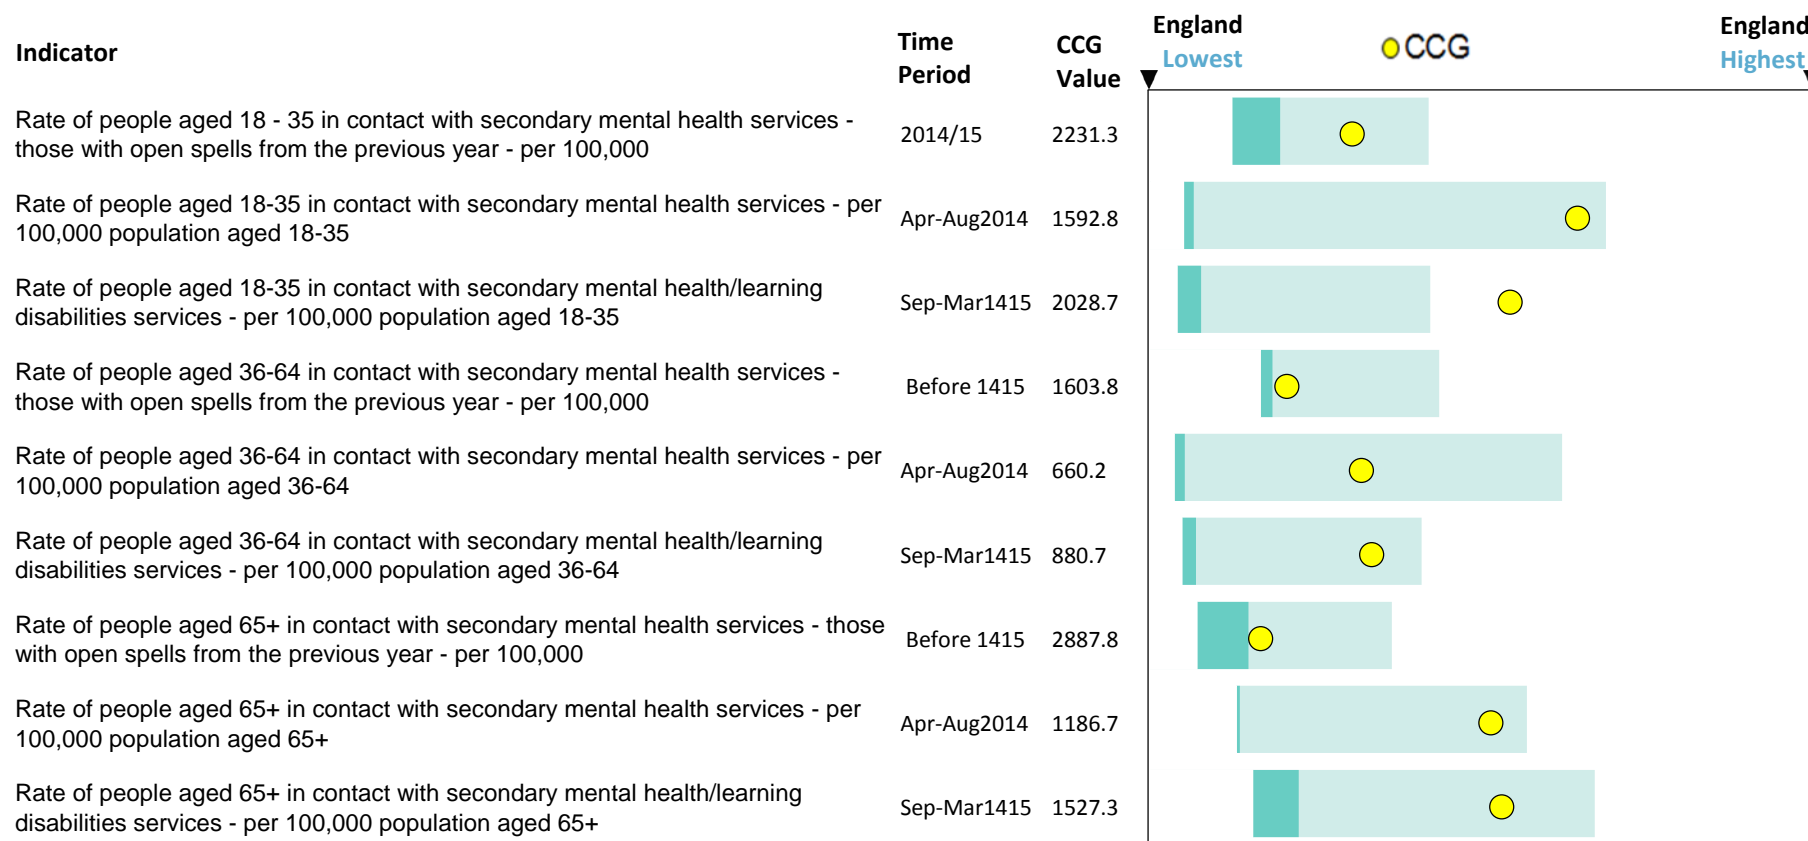 Indicator
Time
Period
CCG
Value
England
Lowest
CCG
England
Highest
Rate of people aged 18 - 35 in contact with secondary mental health services -
those with open spells from the previous year - per 100,000
2014/15
2231.3
Rate of people aged 18-35 in contact with secondary mental health services - per
100,000 population aged 18-35
Apr-Aug2014
1592.8
Rate of people aged 18-35 in contact with secondary mental health/learning
disabilities services - per 100,000 population aged 18-35
Sep-Mar1415
2028.7
Rate of people aged 36-64 in contact with secondary mental health services -
those with open spells from the previous year - per 100,000
Before 1415
1603.8
Rate of people aged 36-64 in contact with secondary mental health services - per
100,000 population aged 36-64
Apr-Aug2014
660.2
Rate of people aged 36-64 in contact with secondary mental health/learning
disabilities services - per 100,000 population aged 36-64
Sep-Mar1415
880.7
Rate of people aged 65+ in contact with secondary mental health services - those
with open spells from the previous year - per 100,000
Before 1415
2887.8
Rate of people aged 65+ in contact with secondary mental health services - per
100,000 population aged 65+
Apr-Aug2014
1186.7
Rate of people aged 65+ in contact with secondary mental health/learning
disabilities services - per 100,000 population aged 65+
Sep-Mar1415
1527.3